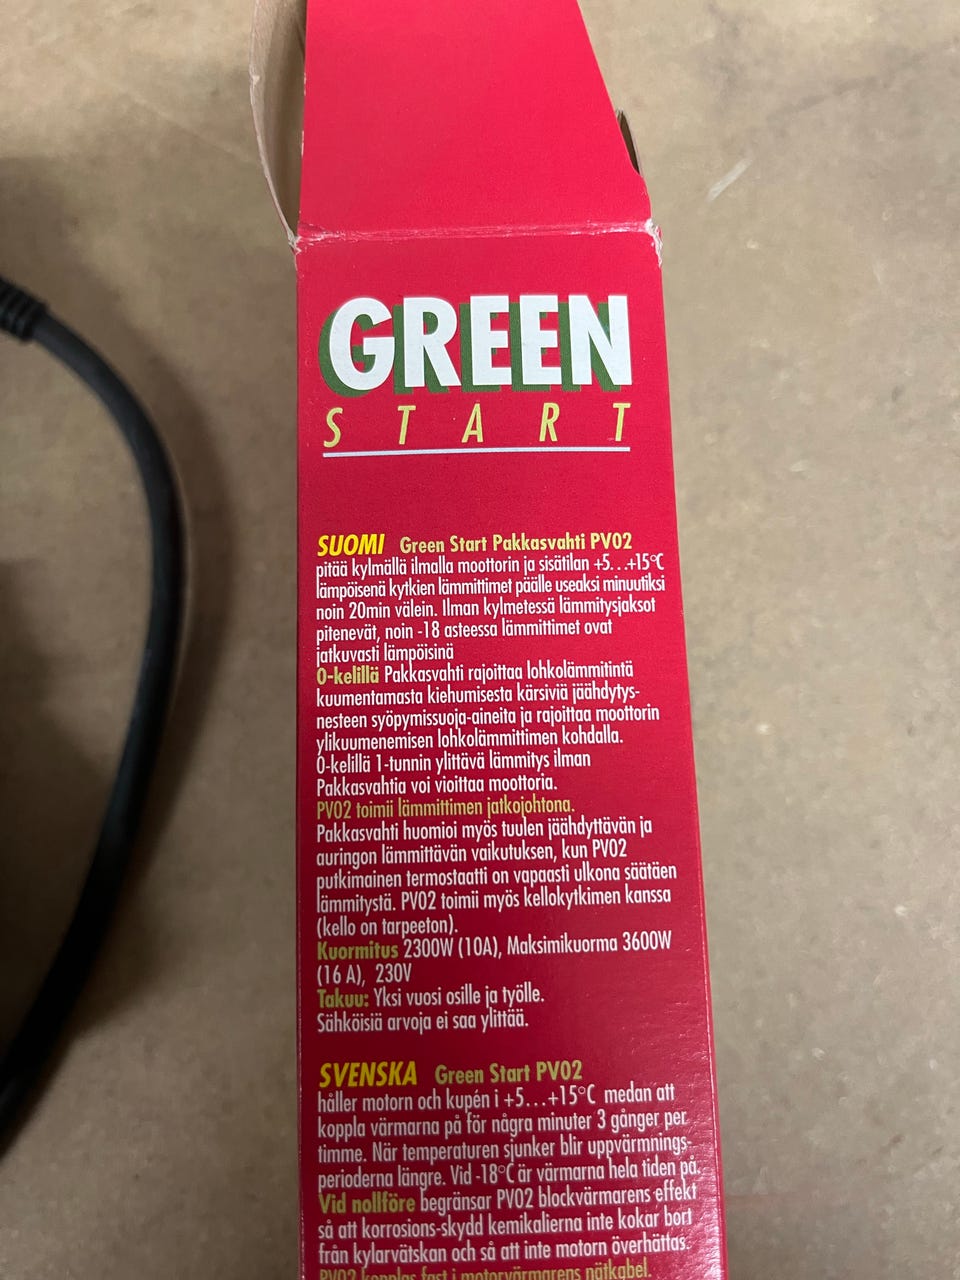 GREEN
START
SUOMI Green Start Pakkasvahti PV02
pitää kylmällä ilmalla moottorin ja sisätilan +5...+15°C
lämpöisenä kytkien lämmittimet päälle useaksi minuutiksi
noin 20min välein. Ilman kylmetessä lämmitysjaksot
pitenevät, noin -18 asteessa lämmittimet ovat
jatkuvasti lämpöisinä
0-kelillä Pakkasvahti rajoittaa lohkolämmitintä
kuumentamasta kiehumisesta kärsiviä jäähdytys-
nesteen syöpymissuoja-aineita ja rajoittaa moottorin
ylikuumenemisen lohkolämmittimen kohdalla.
0-kelillä 1-tunnin ylittävä lämmitys ilman
Pakkasvahtia voi vioittaa moottoria.
PV02 toimii lämmittimen jatkojohtona.
Pakkasvahti huomioi myös tuulen jäähdyttävän ja
auringon lämmittävän vaikutuksen, kun PV02
putkimainen termostaatti on vapaasti ulkona säätäen
lämmitystä. PV02 toimii myös kellokytkimen kanssa
(kello on tarpeeton).
Kuormitus 2300W (10A), Maksimikuorma 3600W
(16 A), 230V
Takuu: Yksi vuosi osille ja työlle.
Sähköisiä arvoja ei saa ylittää.
SVENSKA Green Start PV02
håller motorn och kupén i +5...+15°C medan att
koppla värmarna på för några minuter 3 gånger per
timme. När temperaturen sjunker blir uppvärmnings-
perioderna längre. Vid -18°C är värmarna hela tiden på.
Vid nollföre begränsar PV02 blockvärmarens effekt
så att korrosions-skydd kemikalierna inte kokar bort
från kylarvätskan och så att inte motorn överhättas.
PV02 kopplas fast i motorvärmarens nätkabel.